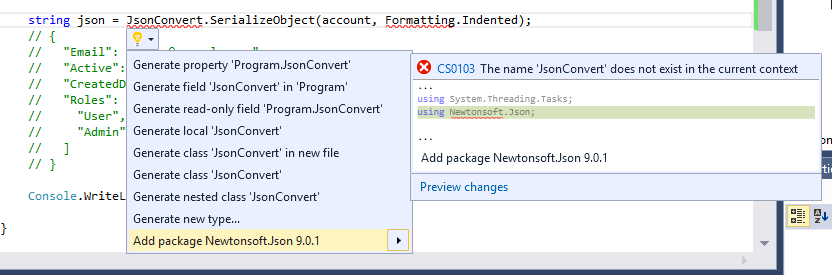 string json = JsonConvert.SerializeObject(account, Formatting.Indented);
// {
//   "Email":
//   "Active":
//   "CreatedD
//   "Roles":
//     "User",
//     "Admin"
//   ]
// }
Console.WriteL
}
Generate property 'Program.JsonConvert'
Generate field 'JsonConvert' in 'Program'
Generate read-only field 'Program.JsonConvert'
Generate local 'JsonConvert'
Generate class 'JsonConvert' in new file
Generate class 'JsonConvert'
Generate nested class 'JsonConvert'
Generate new type...
Add package Newtonsoft.Json 9.0.1
CS0103 The name 'JsonConvert' does not exist in the current context
...
using System.Threading.Tasks;
using Newtonsoft.Json;
...
Add package Newtonsoft.Json 9.0.1
Preview changes